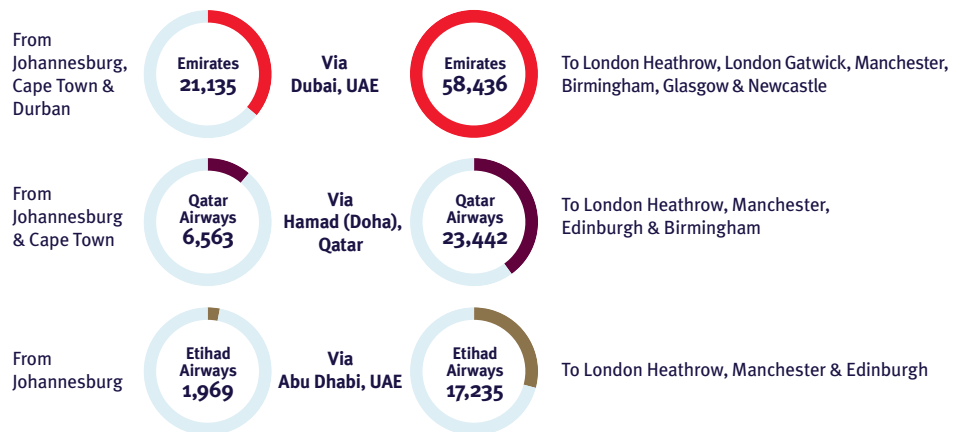 From
Johannesburg,
Cape Town &
Durban
Emirates
21,135
Via
Dubai, UAE
Emirates
58,436
To London Heathrow, London Gatwick, Manchester,
Birmingham, Glasgow & Newcastle
From
Johannesburg
& Cape Town
Qatar
Airways
6,563
Via
Hamad (Doha),
Qatar
Qatar
Airways
23,442
To London Heathrow, Manchester,
Edinburgh & Birmingham
From
Johannesburg
Etihad
Airways
1,969
Via
Abu Dhabi, UAE
Etihad
Airways
17,235
To London Heathrow, Manchester & Edinburgh